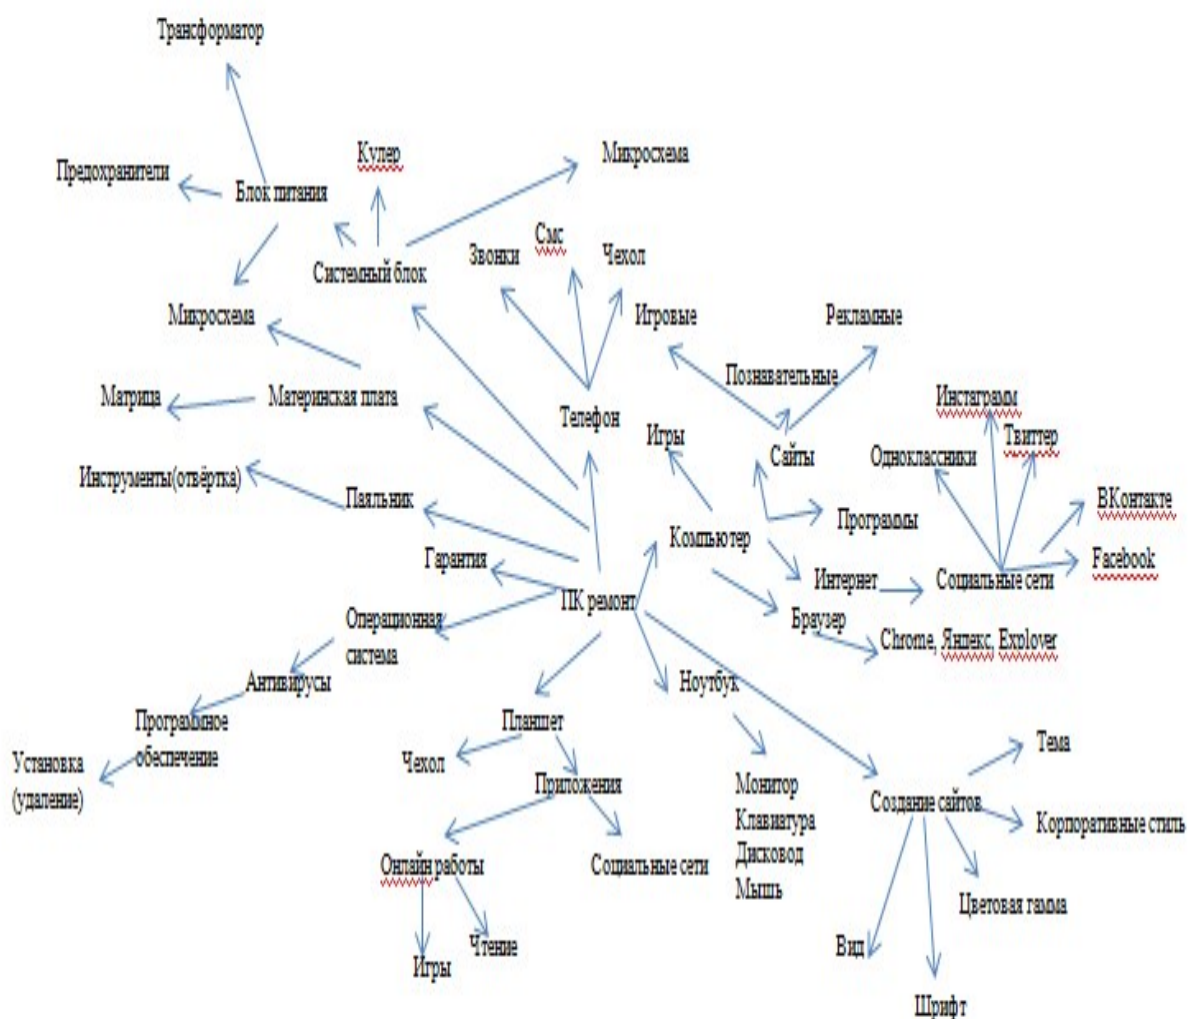 Трансформатор
Кулер
Микросхема
Предохранители
Блок питания
Смс
Звонки
Чехол
Системный блок
Микросхема
Игровые
Рекламные
Познавательные
Матрица
Материнская плата
Инстаграмм
Телефон
Игры
Твиттер
Сайты
Одноклассники
Инструменты(отвёртка)
Паяльник
ВКонтакте
Программы
Компьютер
Гарантия
Facebook
Интернет
Социальные сети
ПК ремонт
Браузер
Операционная
система
Chrome, Яндекс, Explover
Антивирусы
Ноутбук
Программное
обеспечение
Планшет
Тема
Установка
(удаление)
Чехол
Приложения
Монитор
Клавиатура
Дисковод
Мышь
Создание сайтов
Корпоративные стиль
Онлайн работы
Социальные сети
Цветовая гамма
Чтение
Вид
Игры
Шрифт